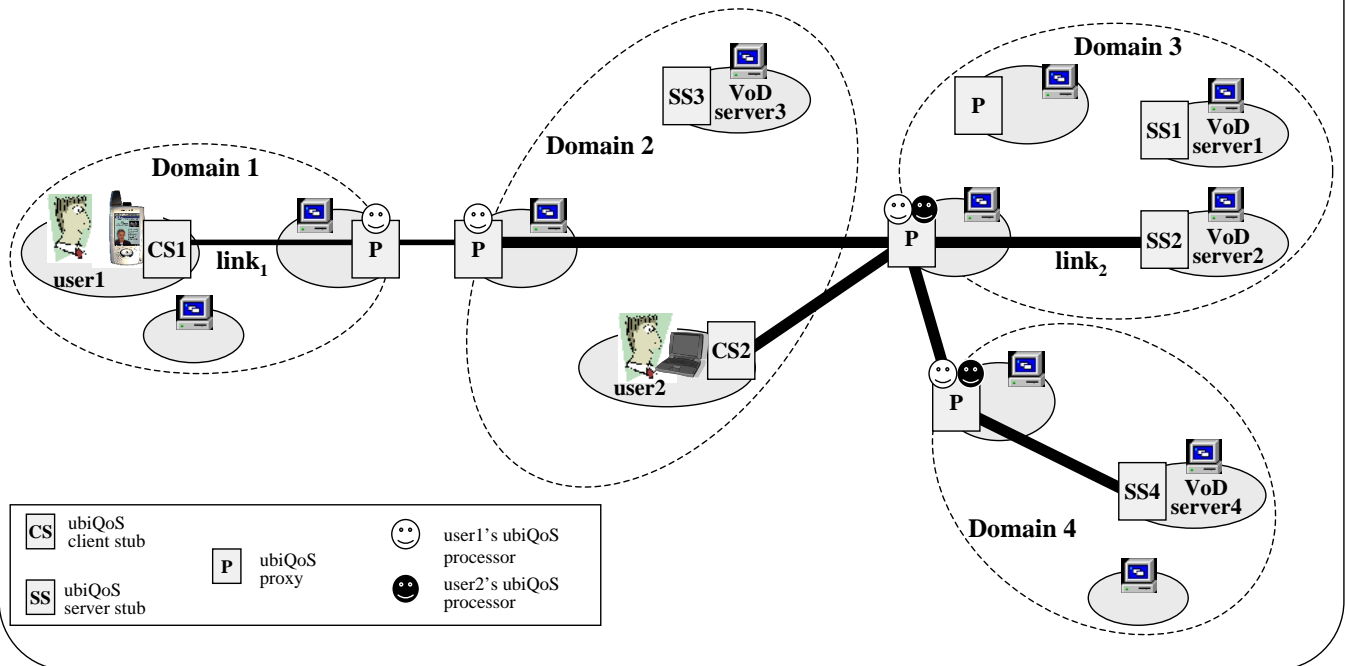 Domain 3
SS3
VoD
server3
P
SS1
VoD
server1
Domain 2
Domain 1
CS1
user1
link1
P
P
P
link2
SS2
VoD
server2
CS2
user2
P
SS4
VoD
server4
Domain 4
CS
ubiQoS
client stub
P
ubiQoS
proxy
user1's ubiQoS
processor
SS
ubiQoS
server stub
user2's ubiQoS
processor